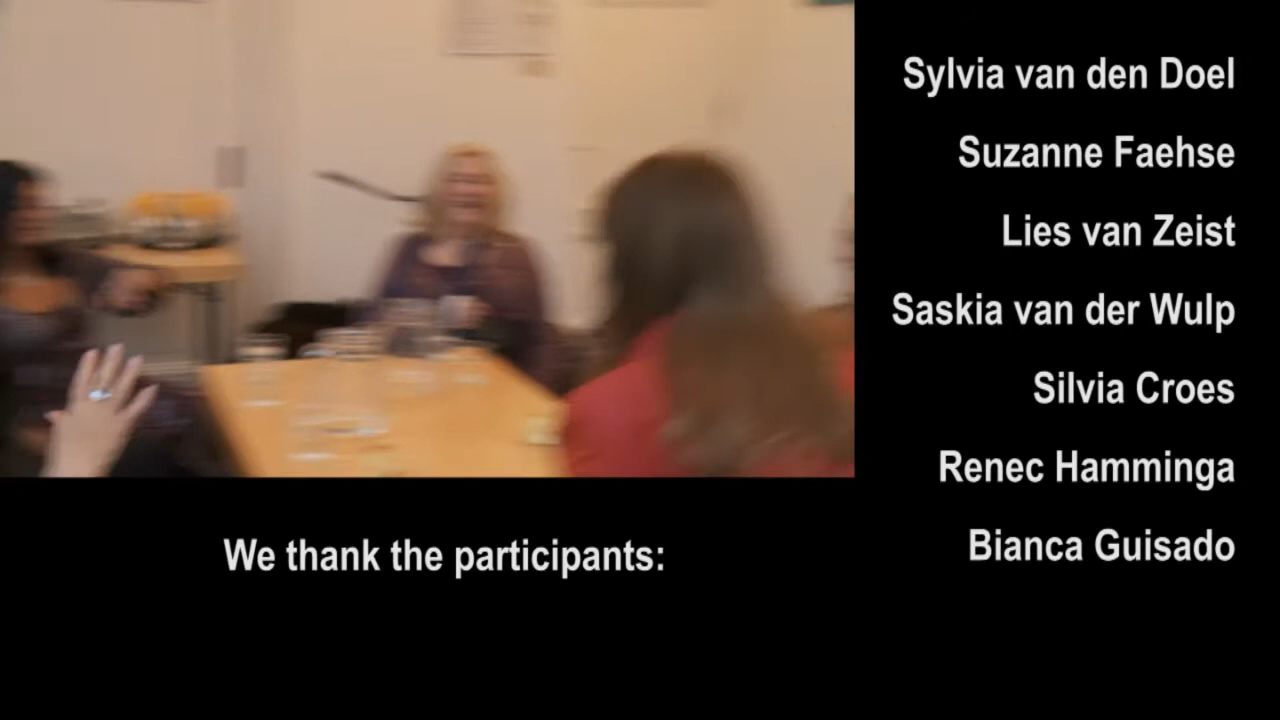 Sylvia van den Doel
Suzanne Faehse
Lies van Zeist
Saskia van der Wulp
Silvia Croes
Renec Hamminga
Bianca Guisado
We thank the participants: